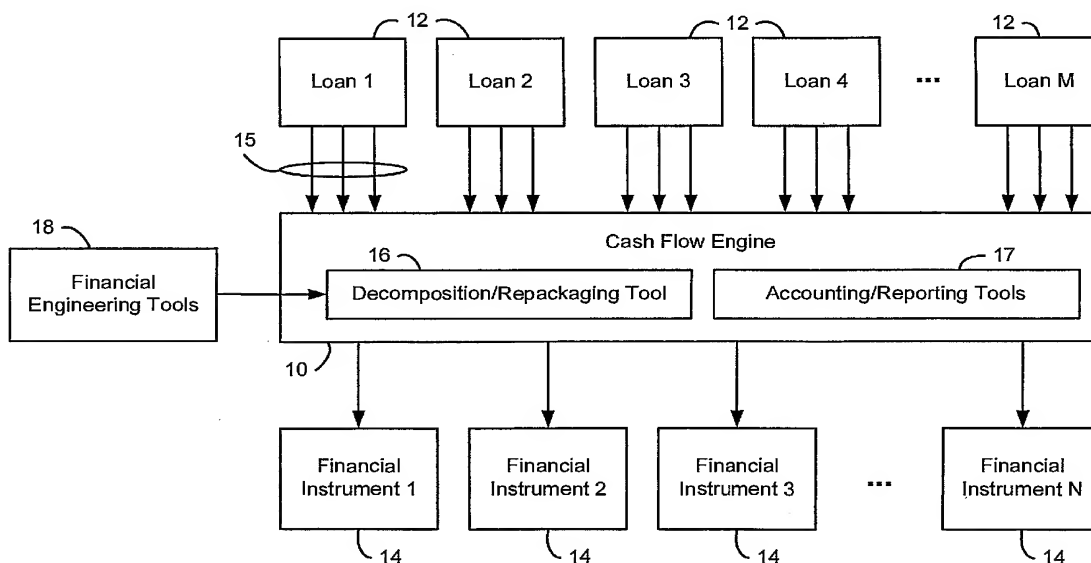 12 12 12
Loan 1 Loan 2 Loan 3 Loan 4 ... Loan M
15
18 Cash Flow Engine
16 17
Financial
Engineering Tools
Decomposition/Repackaging Tool Accounting/Reporting Tools
10
Financial
Instrument 1
Financial
Instrument 2
Financial
Instrument 3
...
Financial
Instrument N
14 14 14 14